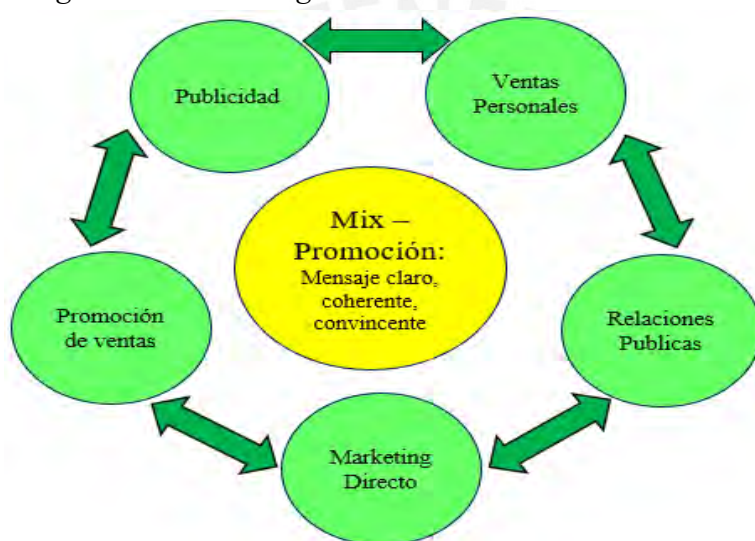 Publicidad
Ventas
Personales
Mix –
Promoción:
Mensaje claro,
coherente,
convincente
Promoción
de ventas
Relaciones
Publicas
Marketing
Directo